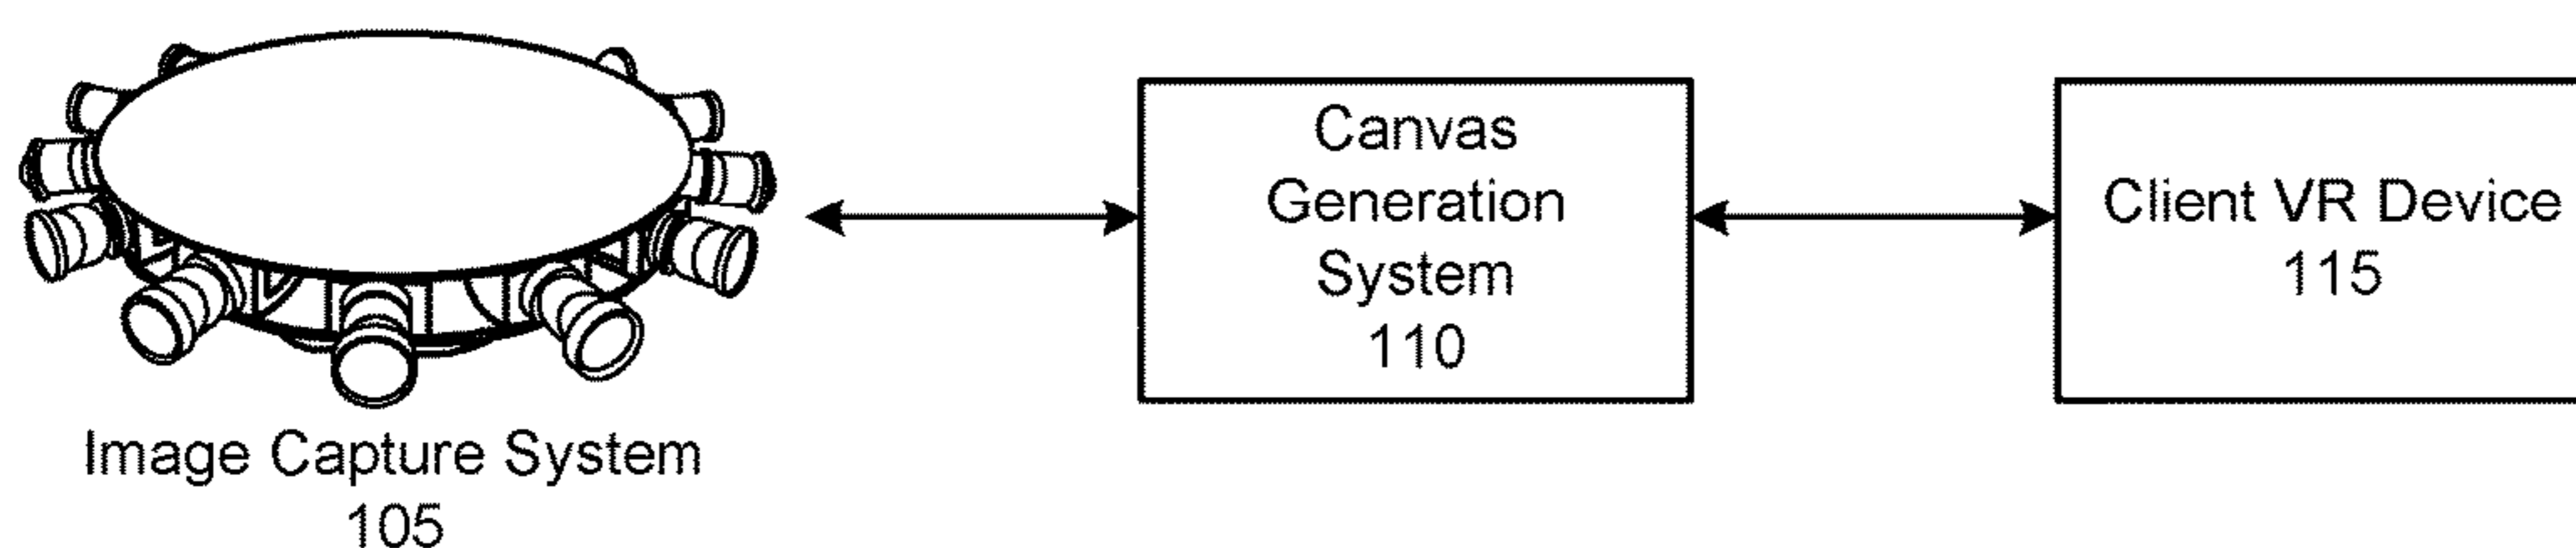 Canvas
Generation
System
110
Client VR Device
115
Image Capture System
105